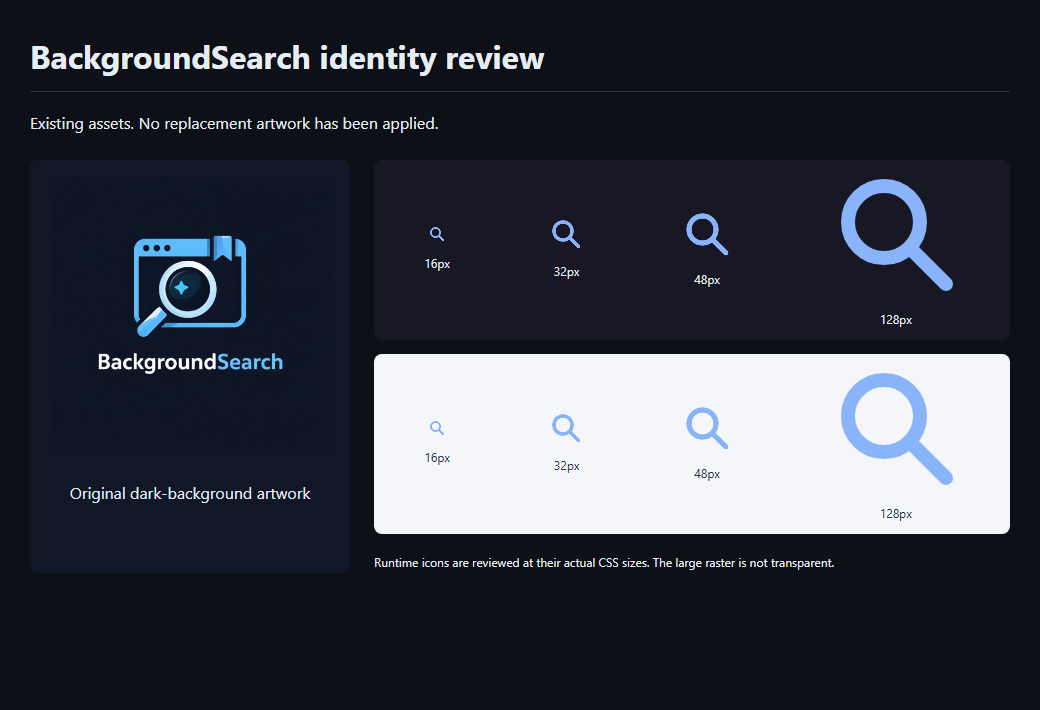 BackgroundSearch identity review
Existing assets. No replacement artwork has been applied.
BackgroundSearch
Original dark-background artwork
16px
32px
48px
128px
16px
32px
48px
128px
Runtime icons are reviewed at their actual CSS sizes. The large raster is not transparent.